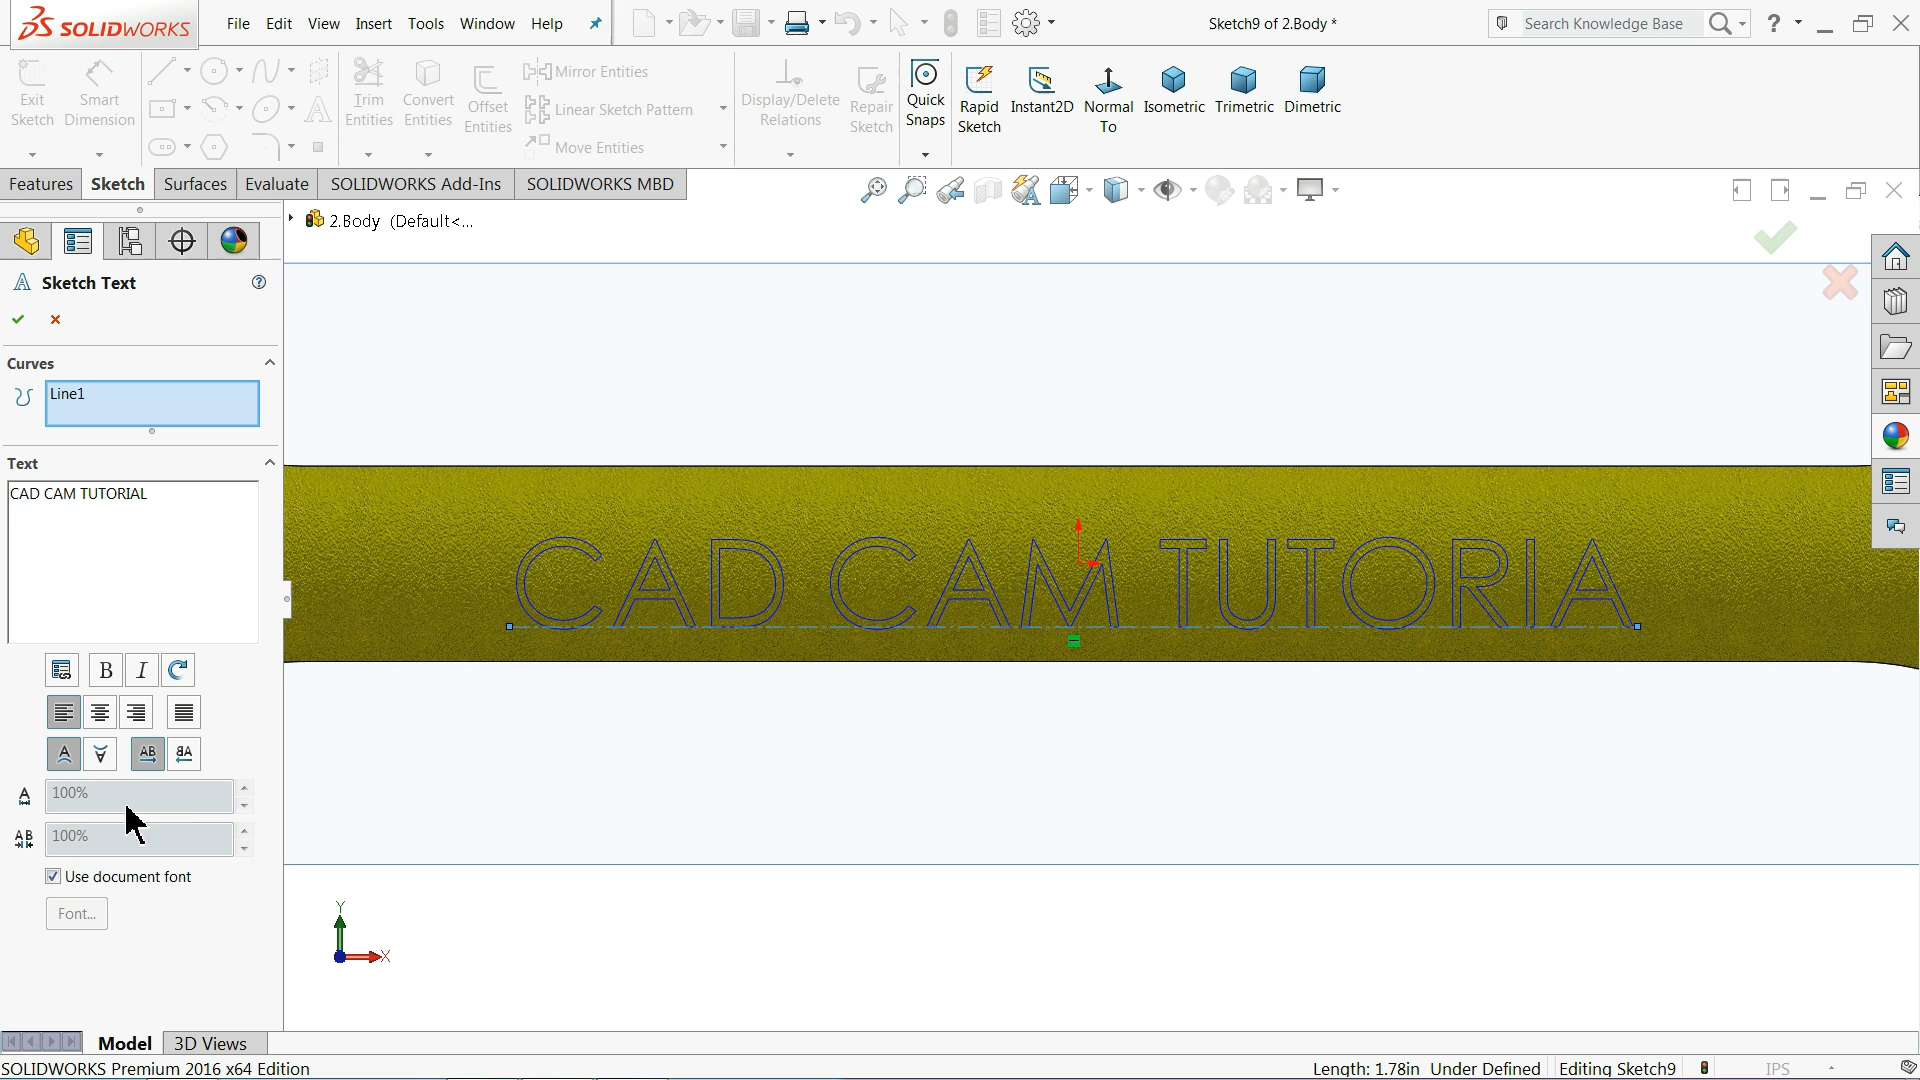 SOLIDWORKS
File Edit View Insert Tools Window Help
Sketch9 of 2.Body *
Search Knowledge Base
?
Exit Sketch
Smart Dimension
Trim Entities
Convert Entities
Offset Entities
Mirror Entities
Linear Sketch Pattern
Move Entities
Display/Delete Relations
Repair Sketch
Quick Snaps
Rapid Sketch
Instant2D
Normal To
Isometric
Trimetric
Dimetric
Features Sketch Surfaces Evaluate SOLIDWORKS Add-Ins SOLIDWORKS MBD
2.Body (Default<...
Sketch Text
?
Curves
Line1
Text
CAD CAM TUTORIAL
B I
A A AB AB
A 100%
AB 100%
Use document font
Font...
CAD CAM TUTORIA
Y
X
Model 3D Views
SOLIDWORKS Premium 2016 x64 Edition
Length: 1.78in Under Defined Editing Sketch9 IPS